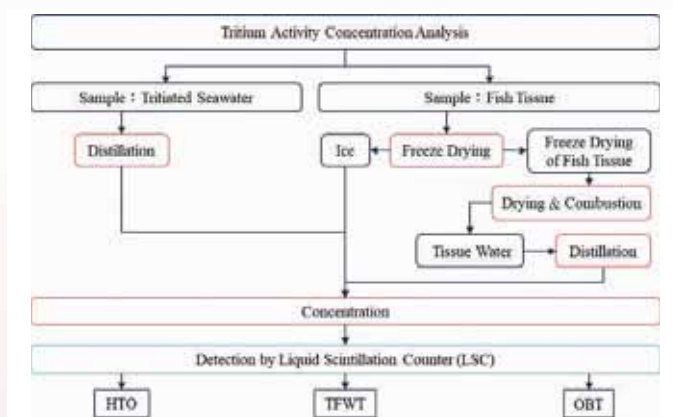 Tritium Activity Concentration Analysis
Sample：Tritiated Seawater
Sample：Fish Tissue
Distillation
Ice
Freeze Drying
Freeze Drying
of Fish Tissue
Drying & Combustion
Tissue Water
Distillation
Concentration
Detection by Liquid Scintillation Counter (LSC)
HTO
TFWT
OBT